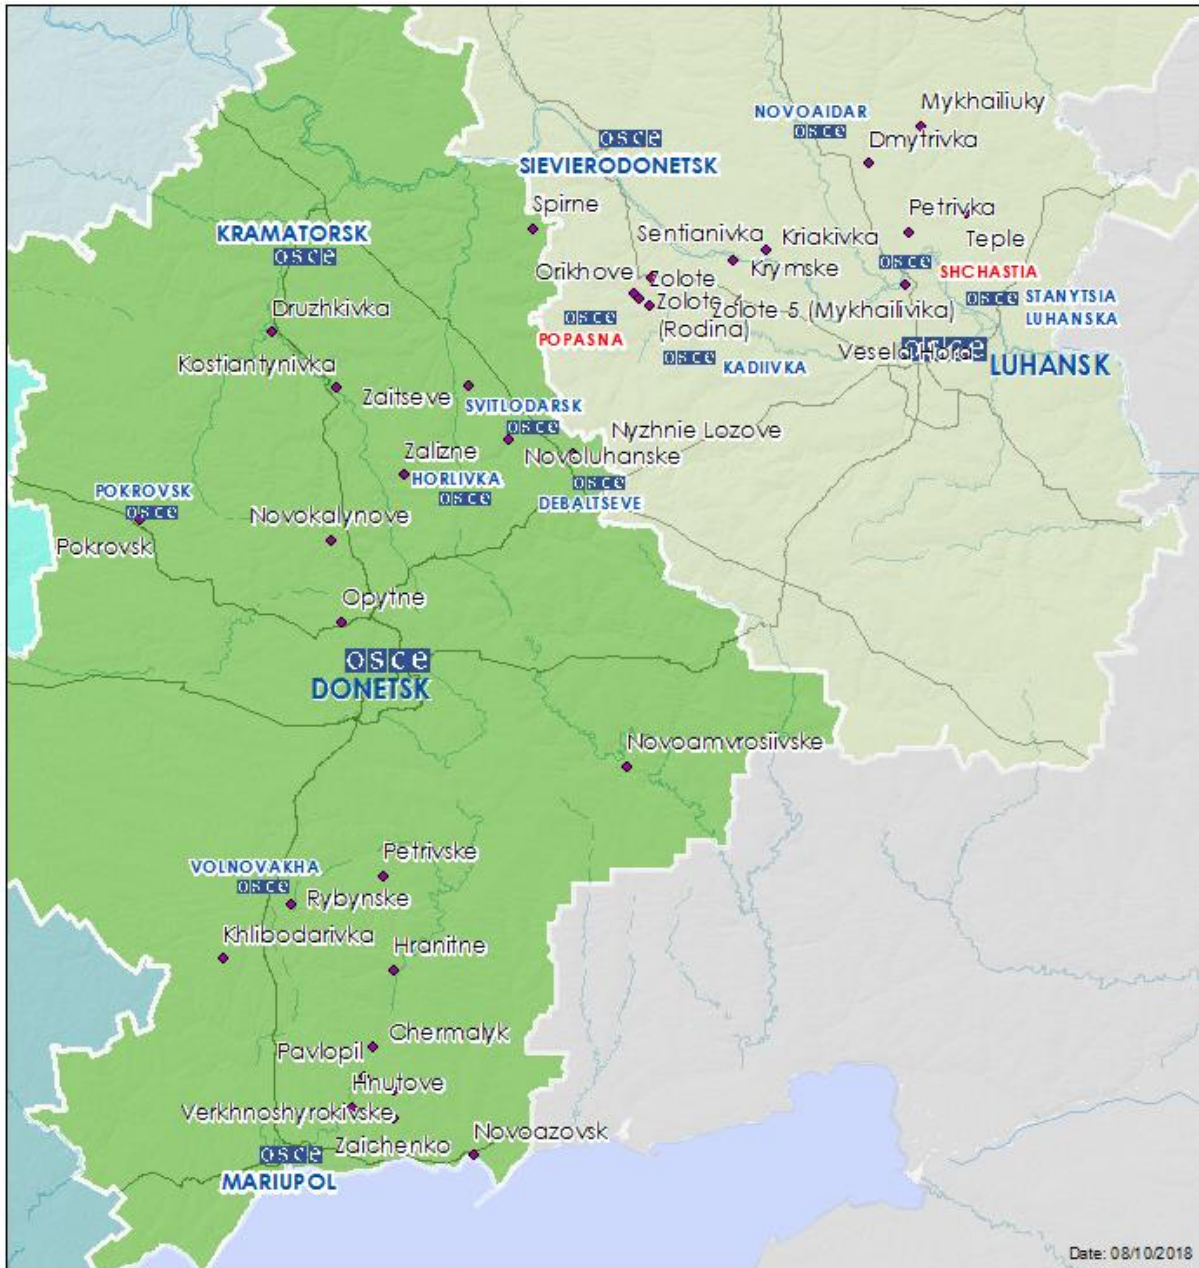 Mykhailiuky
NOVOAIDAR
osce
Dmytrivka
osce
SIEVIERODONETSK
Spirne
Petrivka
KRAMATORSK
osce
Sentianivka
Kriakivka
Teple
Krymske
osce
SHCHASTIA
Orikhove
Zolote
osce
STANYTSIA
LUHANSKA
Zolote 4
(Rodina)
Zolote 5 (Mykhailivika)
osce
POPASNA
Druzhkivka
osce
KADIIVKA
Vesela Hora
osce
LUHANSK
Kostiantynivka
Zaitseve
SVITLODARSK
osce
Nyzhnie Lozove
Novoluhanske
Zalizne
HORLIVKA
osce
osce
DEBALTSEVE
POKROVSK
osce
Pokrovsk
Novokalynove
Opytne
osce
DONETSK
Novoamvrosiivske
Petrivske
VOLNOVAKHA
osce
Rybynske
Khlibodarivka
Hranitne
Chermalyk
Pavlopil
Hnutove
Verkhnoshyrokivske
Zaichenko
Novoazovsk
osce
MARIUPOL
Date: 08/10/2018